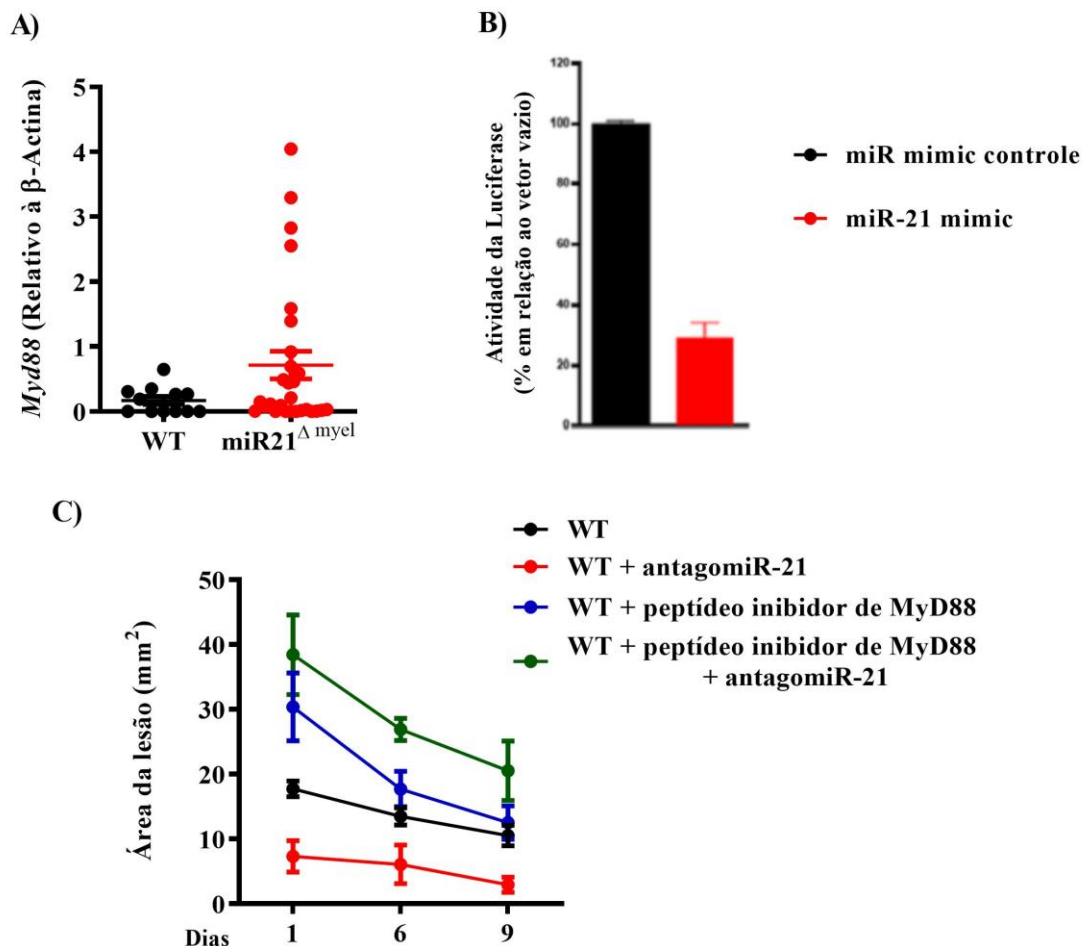 A)
Myd88 (Relativo à β-Actina)
5
4
3
2
1
0
WT
miR21Δ myel
B)
Atividade da Luciferase
(% em relação ao vetor vazio)
120
100
80
60
40
20
0
miR mimic controle
miR-21 mimic
C)
Área da lesão (mm²)
50
40
30
20
10
0
Dias
1
6
9
WT
WT + antagomiR-21
WT + peptídeo inibidor de MyD88
WT + peptídeo inibidor de MyD88
+ antagomiR-21